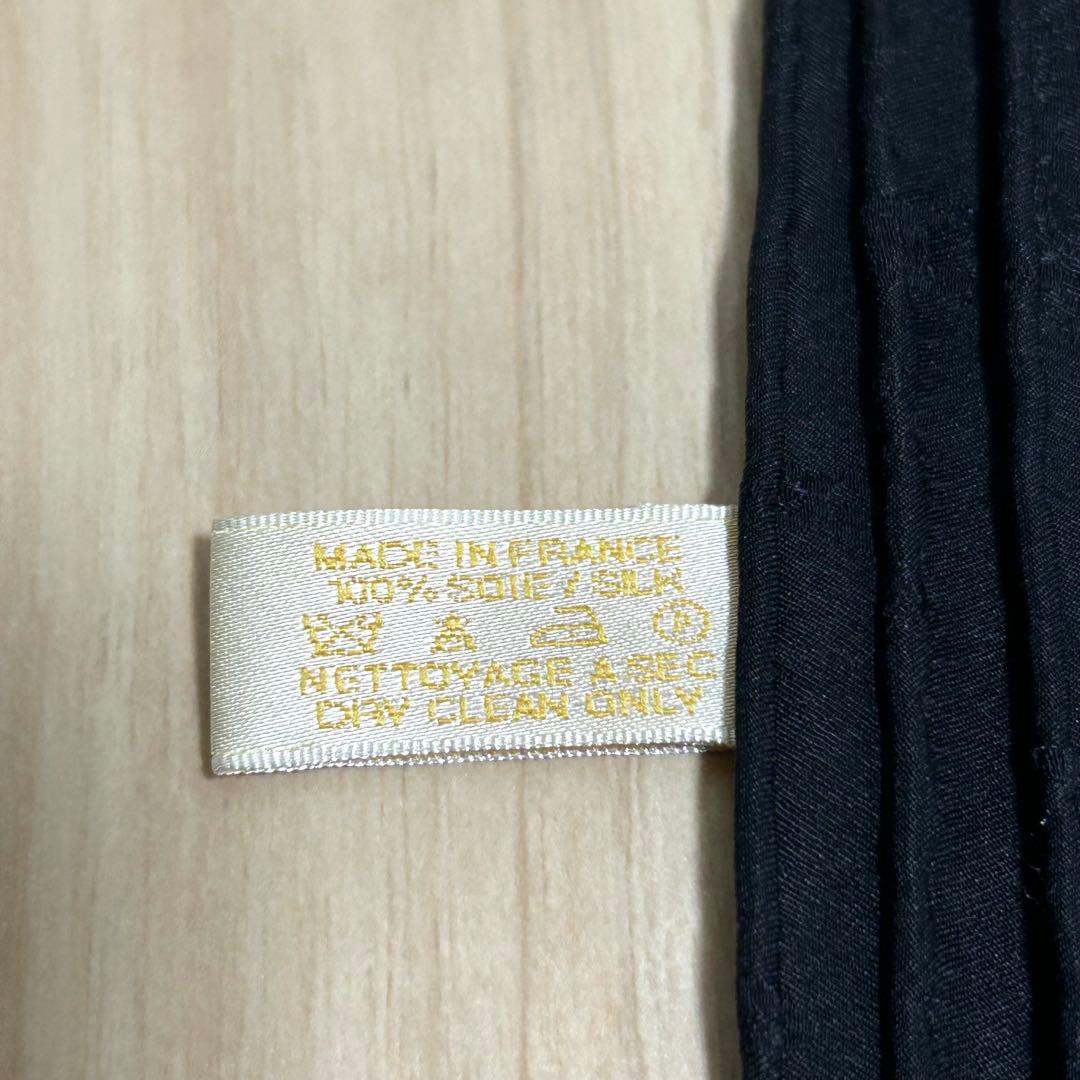 MADE IN FRANCE
100% SOIE / SILK
P
NETTOYAGE A SEC
DRY CLEAN ONLY